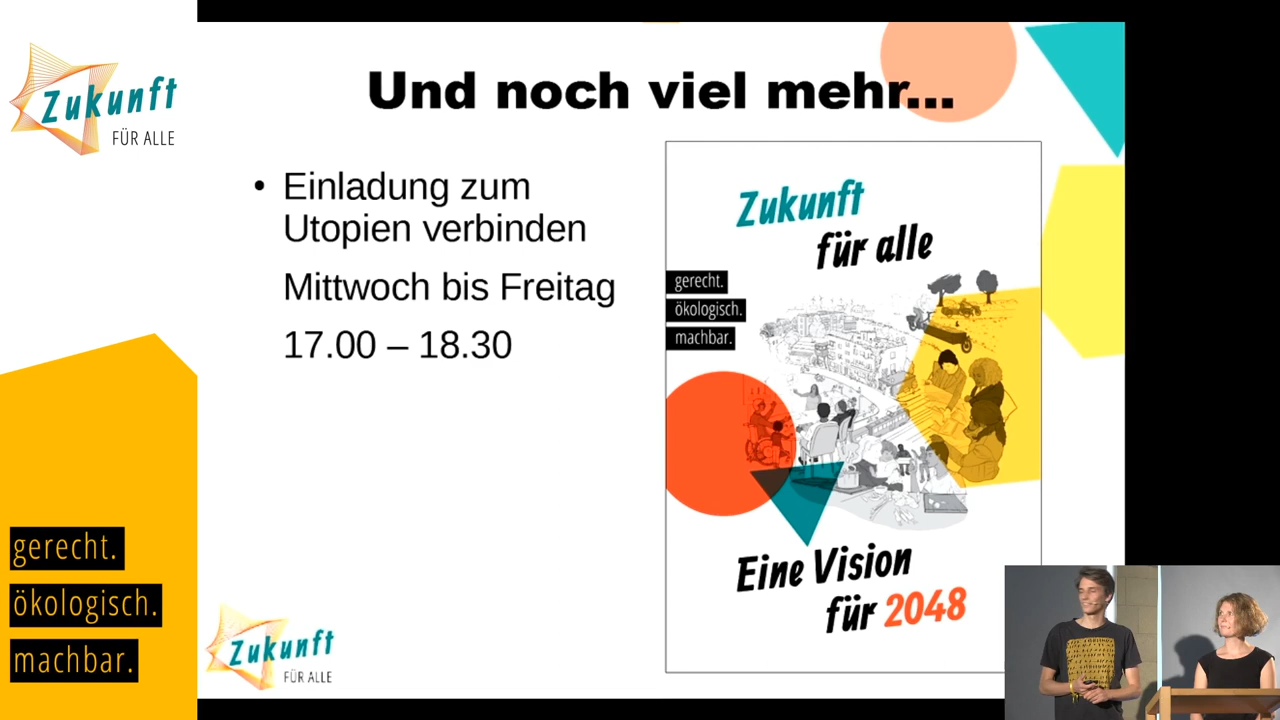 Zukunft
FÜR ALLE
gerecht.
ökologisch.
machbar.
Und noch viel mehr...
• Einladung zum
Utopien verbinden
Mittwoch bis Freitag
17.00 – 18.30
Zukunft
für alle
gerecht.
ökologisch.
machbar.
Eine Vision
für 2048
Zukunft
FÜR ALLE